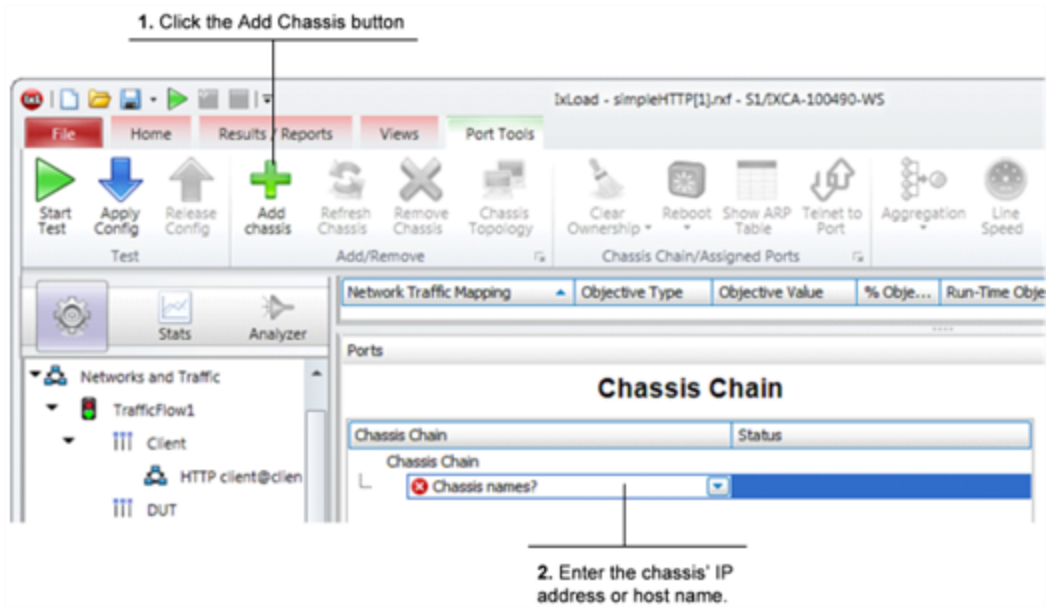 1. Click the Add Chassis button
IxLoad - simpleHTTP[1].rxf - S1/IXCA-100490-WS
File Home Results / Reports Views Port Tools
Start Test
Apply Config
Release Config
Add chassis
Refresh Chassis
Remove Chassis
Chassis Topology
Clear Ownership
Reboot
Show ARP Table
Telnet to Port
Aggregation
Line Speed
Test Add/Remove Chassis Chain/Assigned Ports
Stats Analyzer
Network Traffic Mapping Objective Type Objective Value % Obje... Run-Time Obje
Ports
Networks and Traffic
TrafficFlow1
Client
HTTP client@clien
DUT
Chassis Chain
Chassis Chain Status
Chassis Chain
Chassis names?
2. Enter the chassis' IP
address or host name.